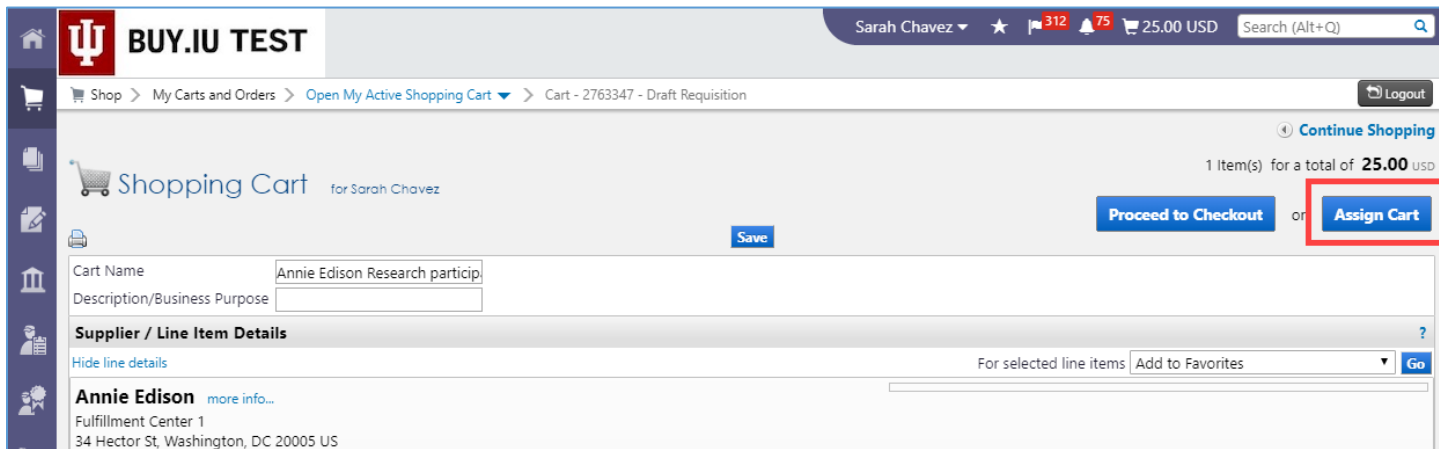 Sarah Chavez 312 75 25.00 USD Search (Alt+Q)
BUY.IU TEST
Shop > My Carts and Orders > Open My Active Shopping Cart > Cart - 2763347 - Draft Requisition Logout
Continue Shopping
1 Item(s) for a total of 25.00 USD
Shopping Cart for Sarah Chavez
Proceed to Checkout or Assign Cart
Save
Cart Name Annie Edison Research particip
Description/Business Purpose
Supplier / Line Item Details ?
Hide line details For selected line items Add to Favorites Go
Annie Edison more info...
Fulfillment Center 1
34 Hector St, Washington, DC 20005 US